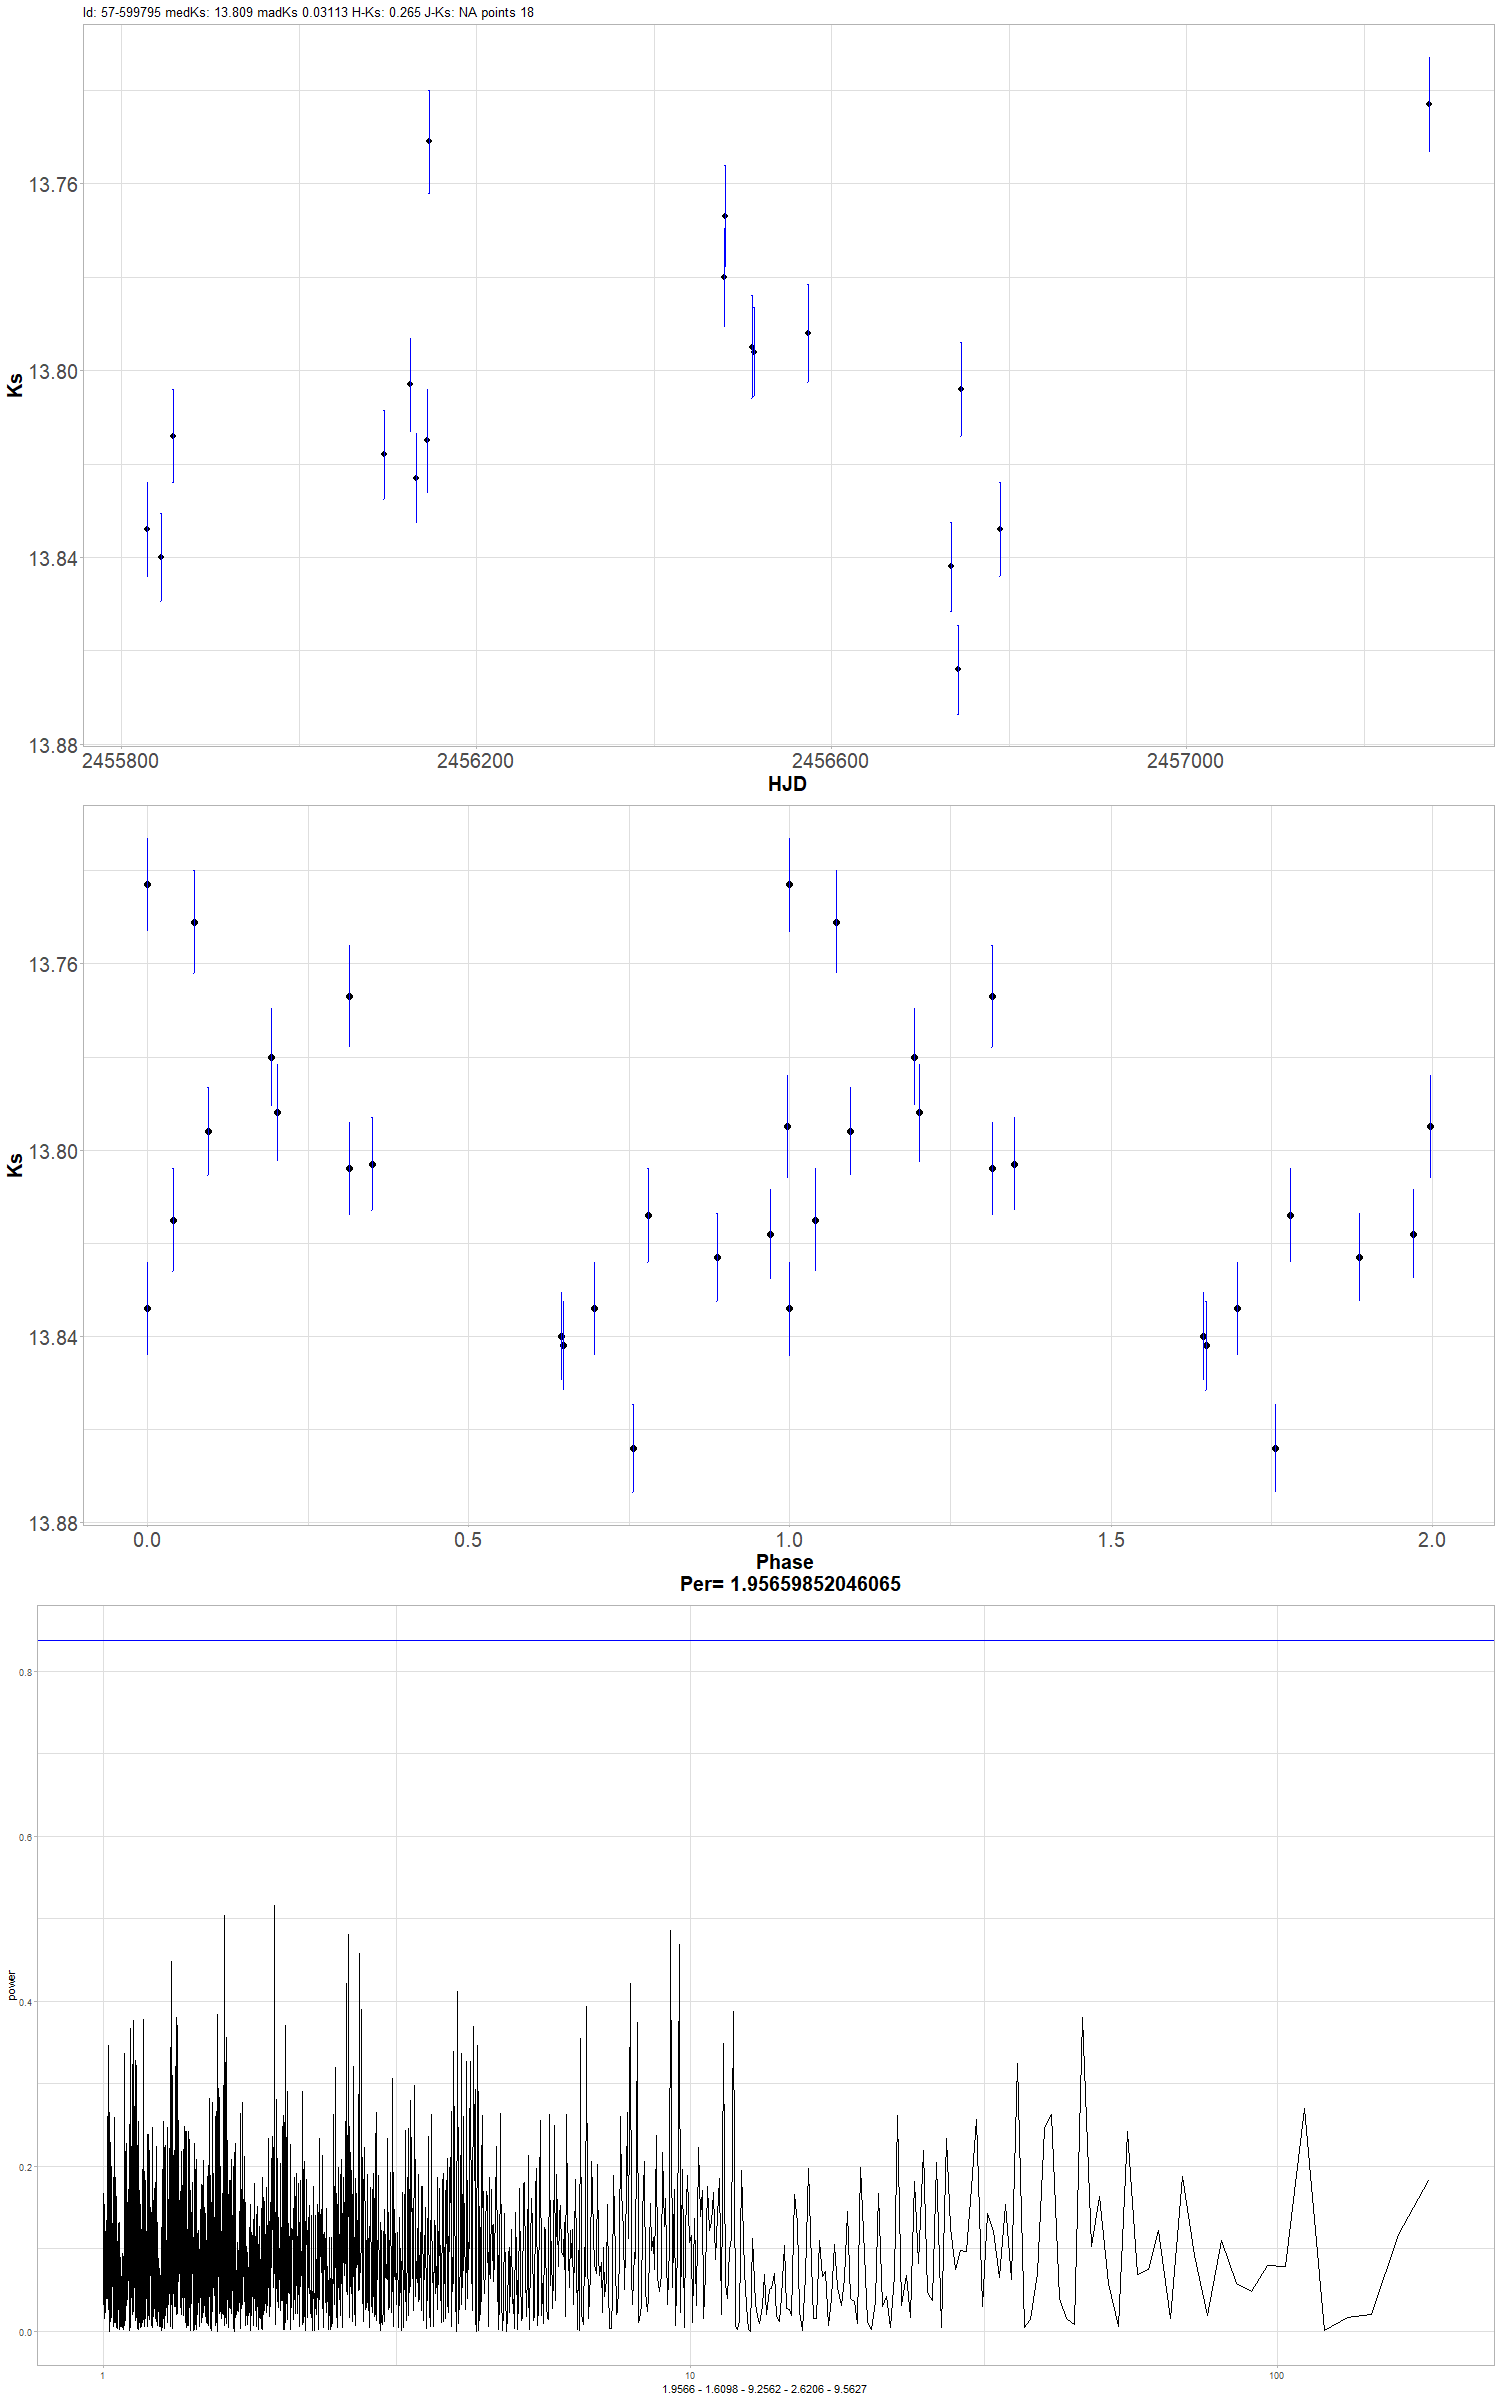 Id: 57-599795 medKs: 13.809 madKs 0.03113 H-Ks: 0.265 J-Ks: NA points 18
13.76
13.80
13.84
13.88
Ks
2455800 2456200 2456600 2457000
HJD
13.76
13.80
13.84
13.88
Ks
0.0 0.5 1.0 1.5 2.0
Phase
Per= 1.95659852046065
0.8
0.6
0.4
0.2
0.0
power
1 10 100
1.9566 - 1.6098 - 9.2562 - 2.6206 - 9.5627